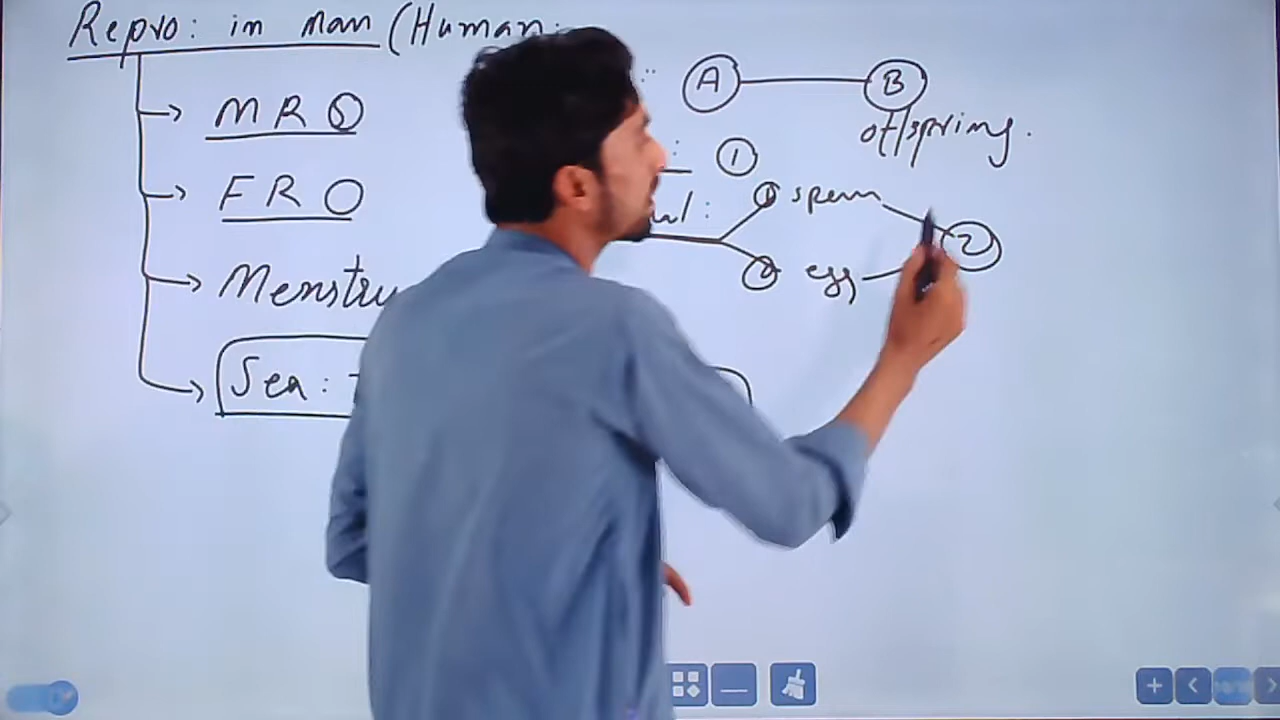 Repro: in man (Human
MRO
FRO
Menstru
Sea: t
A B
offspring.
1
sperm
egg
2